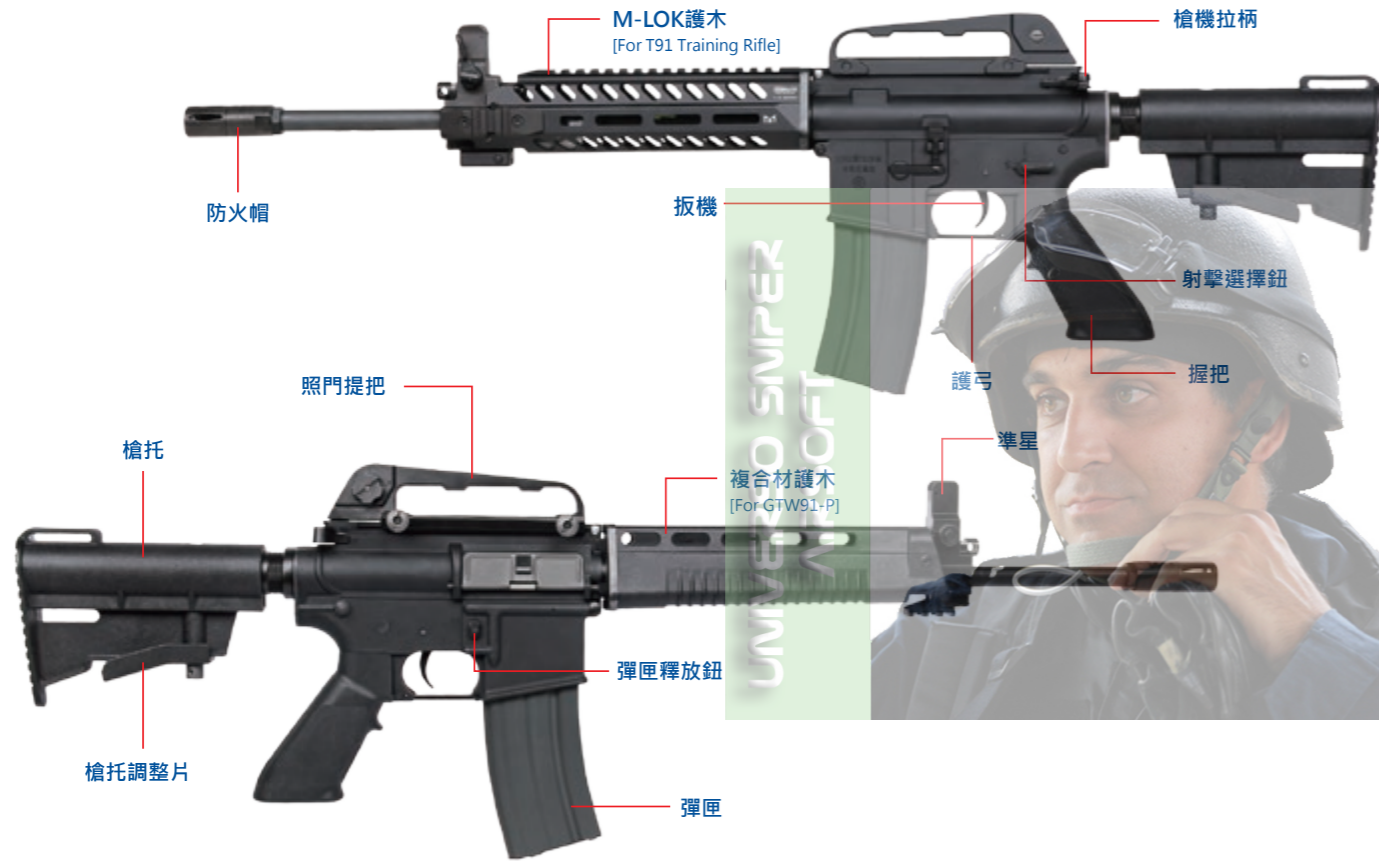 M-LOK護木
[For T91 Training Rifle]
槍機拉柄
防火帽
扳機
射擊選擇鈕
護弓
握把
照門提把
準星
槍托
複合材護木
[For GTW91-P]
UNIVERSO SNIPER
AIRSOFT
彈匣釋放鈕
槍托調整片
彈匣